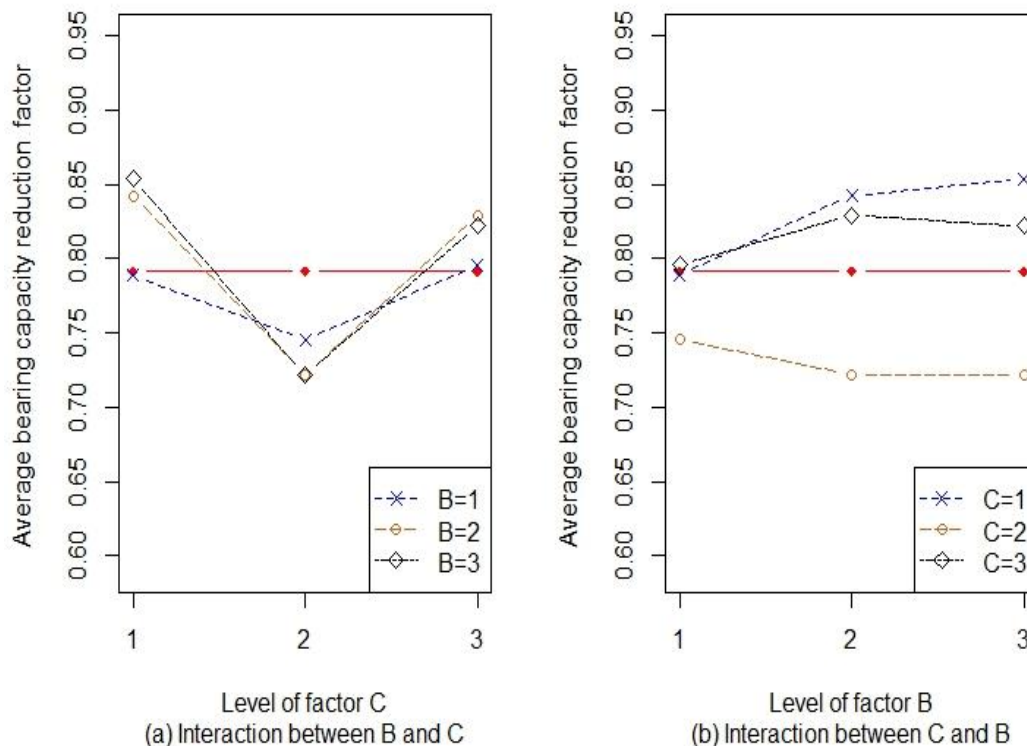 Average bearing capacity reduction factor
0.95
0.90
0.85
0.80
0.75
0.70
0.65
0.60
B=1
B=2
B=3
1 2 3
Level of factor C
(a) Interaction between B and C
Average bearing capacity reduction factor
0.95
0.90
0.85
0.80
0.75
0.70
0.65
0.60
C=1
C=2
C=3
1 2 3
Level of factor B
(b) Interaction between C and B